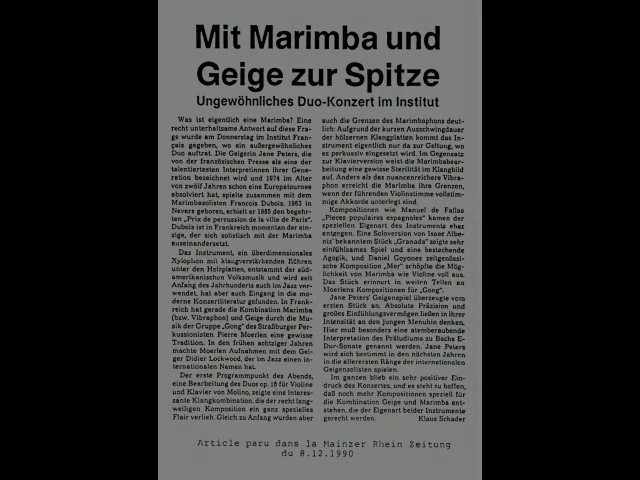 Mit Marimba und
Geige zur Spitze
Ungewöhnliches Duo-Konzert im Institut
Was ist eigentlich eine Marimba? Eine
recht unterhaltsame Antwort auf diese Fra-
ge wurde am Donnerstag im Institut Fran-
çais gegeben, wo ein außergewöhnliches
Duo auftrat. Die Geigerin Jane Peters, die
von der französischen Presse als eine der
talentiertesten Interpretinnen ihrer Gene-
ration bezeichnet wird und 1974 im Alter
von zwölf Jahren schon eine Europatournee
absolviert hat, spielte zusammen mit dem
Marimbasolisten Francois Dubois. 1963 in
Nevers geboren, erhielt er 1985 den begehr-
ten „Prix de percussion de la ville de Paris".
Dubois ist in Frankreich momentan der ein-
zige, der sich solistisch mit der Marimba
auseinandersetzt.
Das Instrument, ein überdimensionales
Xylophon mit klangverstärkenden Röhren
unter den Holzplatten, entstammt der süd-
amerikanischen Volksmusik und wird seit
Anfang des Jahrhunderts auch im Jazz ver-
wendet, hat aber auch Eingang in die mo-
derne Konzertliteratur gefunden. In Frank-
reich hat gerade die Kombination Marimba
(bzw. Vibraphon) und Geige durch die Mu-
sik der Gruppe „Gong" des Straßburger Per-
kussionisten Pierre Moerlen eine gewisse
Tradition. In den frühen achtziger Jahren
machte Moerlen Aufnahmen mit dem Gei-
ger Didier Lockwood, der im Jazz einen in-
ternationalen Namen hat.
Der erste Programmpunkt des Abends,
eine Bearbeitung des Duos op. 16 für Violine
und Klavier von Molino, zeigte eine interes-
sante Klangkombination, die der recht lang-
weiligen Komposition ein ganz spezielles
Flair verlieh. Gleich zu Anfang wurden aber
auch die Grenzen des Marimbaphons deut-
lich: Aufgrund der kurzen Ausschwingdauer
der hölzernen Klangplatten kommt das In-
strument eigentlich nur da zur Geltung, wo
es perkussiv eingesetzt wird. Im Gegensatz
zur Klavierversion weist die Marimbabear-
beitung eine gewisse Sterilität im Klangbild
auf. Anders als das nuancenreichere Vibra-
phon erreicht die Marimba ihre Grenzen,
wenn der führenden Violinstimme vollstim-
mige Akkorde unterlegt sind.
Kompositionen wie Manuel de Fallas
„Pieces populaires espagnoles" kamen der
speziellen Eigenart des Instruments eher
entgegen. Eine Soloversion von Isaac Albe-
niz' bekanntem Stück „Granada" zeigte sehr
einfühlsames Spiel und eine bestechende
Agogik, und Daniel Goyones zeitgenössi-
sche Komposition „Mer" schöpfte die Mög-
lichkeit von Marimba wie Violine voll aus.
Das Stück erinnert in weiten Teilen an
Moerlens Kompositionen für „Gong".
Jane Peters' Geigenspiel überzeugte vom
ersten Stück an. Absolute Präzision und
großes Einfühlungsvermögen ließen in ihrer
Intensität an den jungen Menuhin denken.
Hier muß besonders eine atemberaubende
Interpretation des Präludiums zu Bachs E-
Dur-Sonate genannt werden. Jane Peters
wird sich bestimmt in den nächsten Jahren
in die allerersten Ränge der internationalen
Geigensolisten spielen.
Im ganzen blieb ein sehr positiver Ein-
druck des Konzertes, und es steht zu hoffen,
daß noch mehr Kompositionen speziell für
die Kombination Geige und Marimba ent-
stehen, die der Eigenart beider Instrumente
gerecht werden. Klaus Schader
Article paru dans la Mainzer Rhein Zeitung
du 8.12.1990